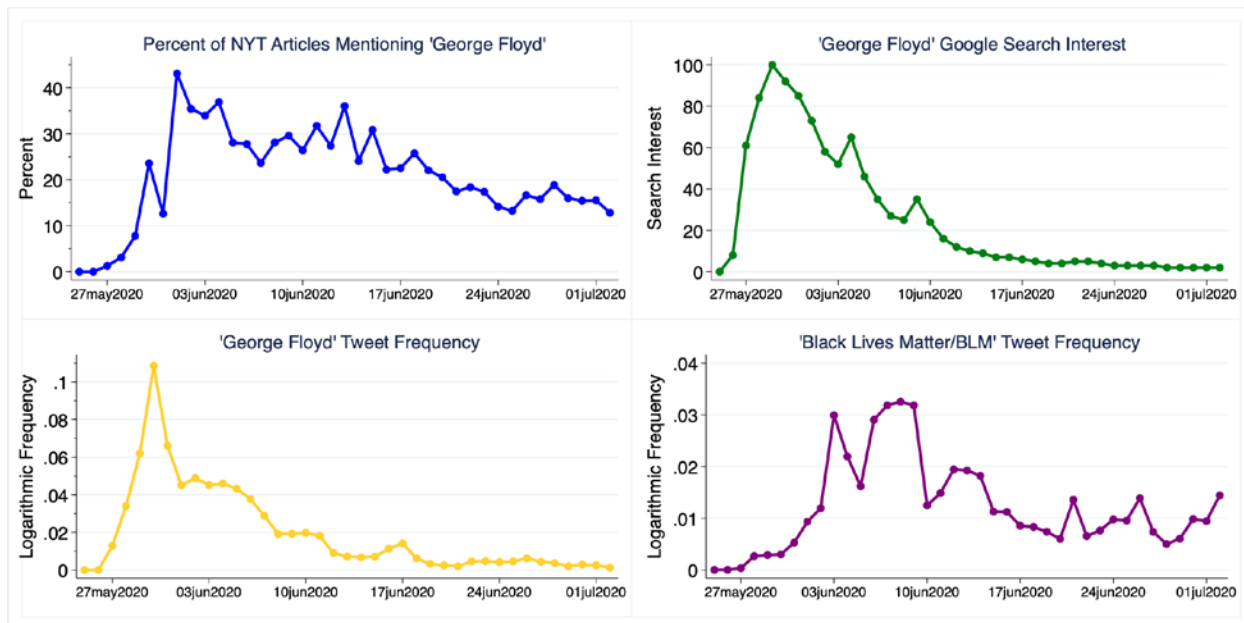 Percent of NYT Articles Mentioning 'George Floyd'
Percent
40
30
20
10
0
27may2020 03jun2020 10jun2020 17jun2020 24jun2020 01jul2020
'George Floyd' Google Search Interest
Search Interest
100
80
60
40
20
0
27may2020 03jun2020 10jun2020 17jun2020 24jun2020 01jul2020
'George Floyd' Tweet Frequency
Logarithmic Frequency
.1
.08
.06
.04
.02
0
27may2020 03jun2020 10jun2020 17jun2020 24jun2020 01jul2020
'Black Lives Matter/BLM' Tweet Frequency
Logarithmic Frequency
.04
.03
.02
.01
0
27may2020 03jun2020 10jun2020 17jun2020 24jun2020 01jul2020